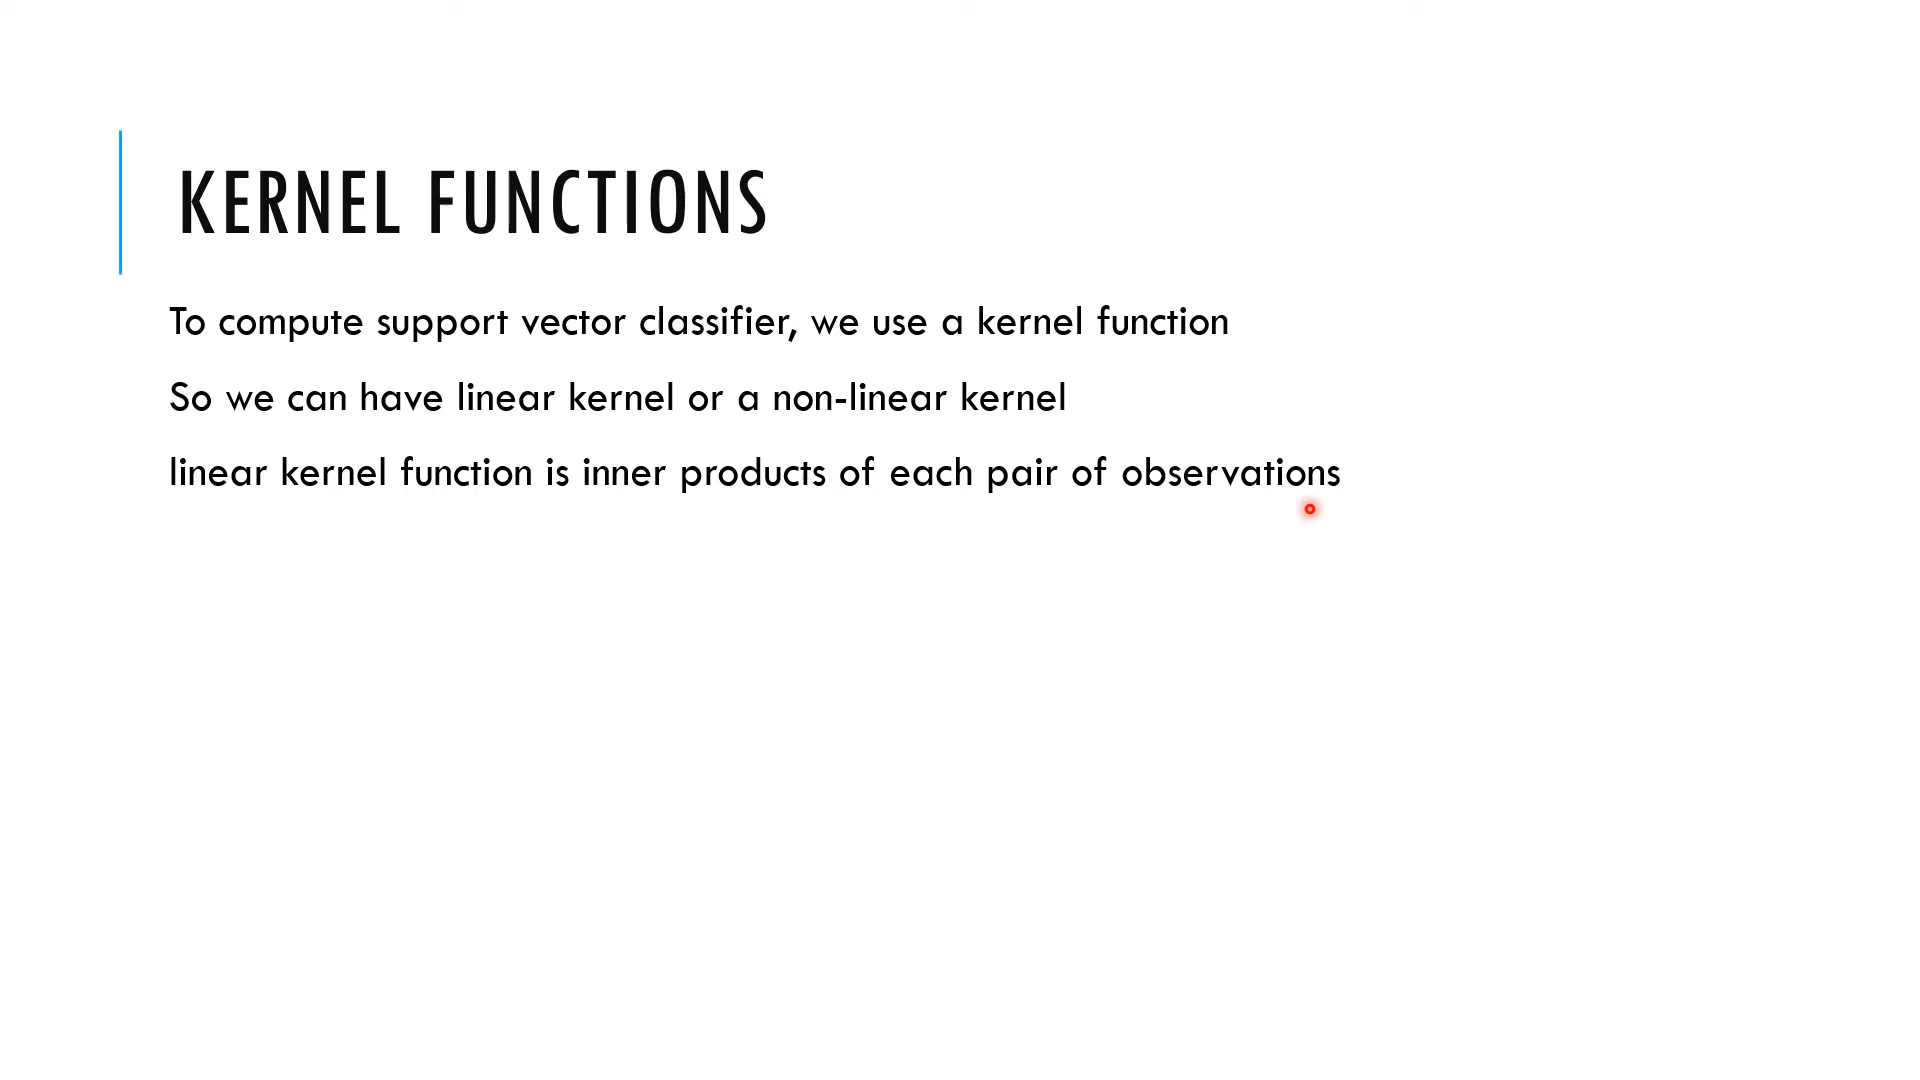 KERNEL FUNCTIONS
To compute support vector classifier, we use a kernel function
So we can have linear kernel or a non-linear kernel
linear kernel function is inner products of each pair of observations